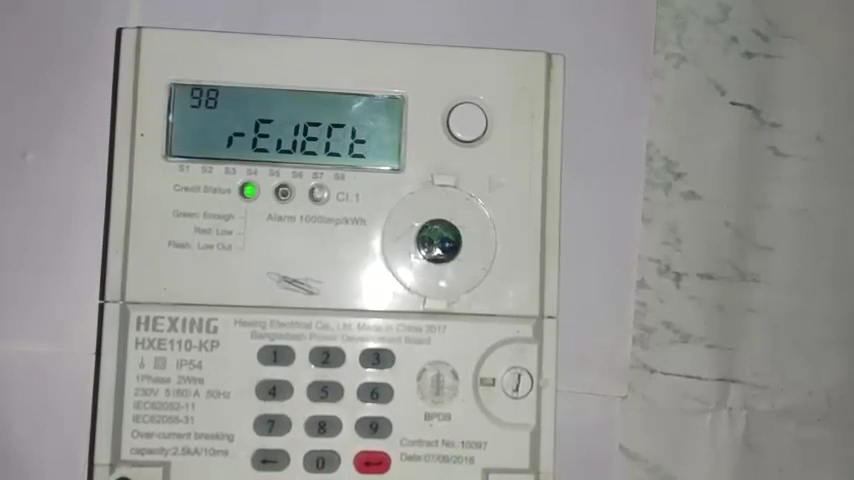 98
rEJECt
S1 S2 S3 S4 S5 S6 S7 S8
Credit Status
Cl.1
Green: Enough
Alarm 1000imp/kWh
Red: Low
Flash: Low Out
HEXING
Hexing Electrical Co., Ltd. Made in China 2017
Bangladesh Power Development Board
HXE110-KP
IP54
1Phase 2Wire
230V 5(60)A 50Hz
IEC62052-11
IEC62055-31
Over-current breaking
capacity:2.5kA/10ms
1 2 3
4 5 6
7 8 9
← 0 ↵
BPDB
Contract No.: 10097
Date:07/09/2016